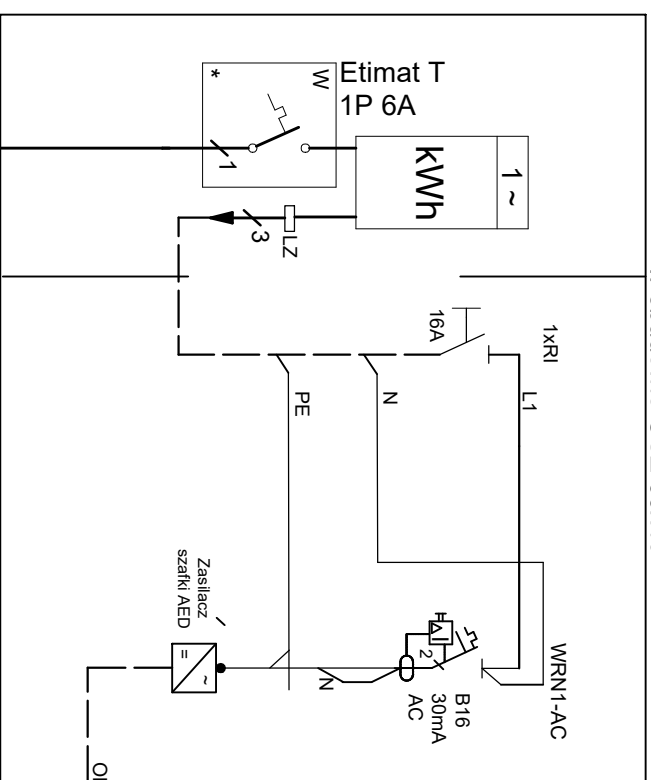 *
W
Etimat T
1P 6A
1
kWh
1 ~
3
LZ
16A
1xRI
L1
PE
N
Zasilacz
szafki AED
=
~
N
2
B16
30mA
AC
WRN1-AC